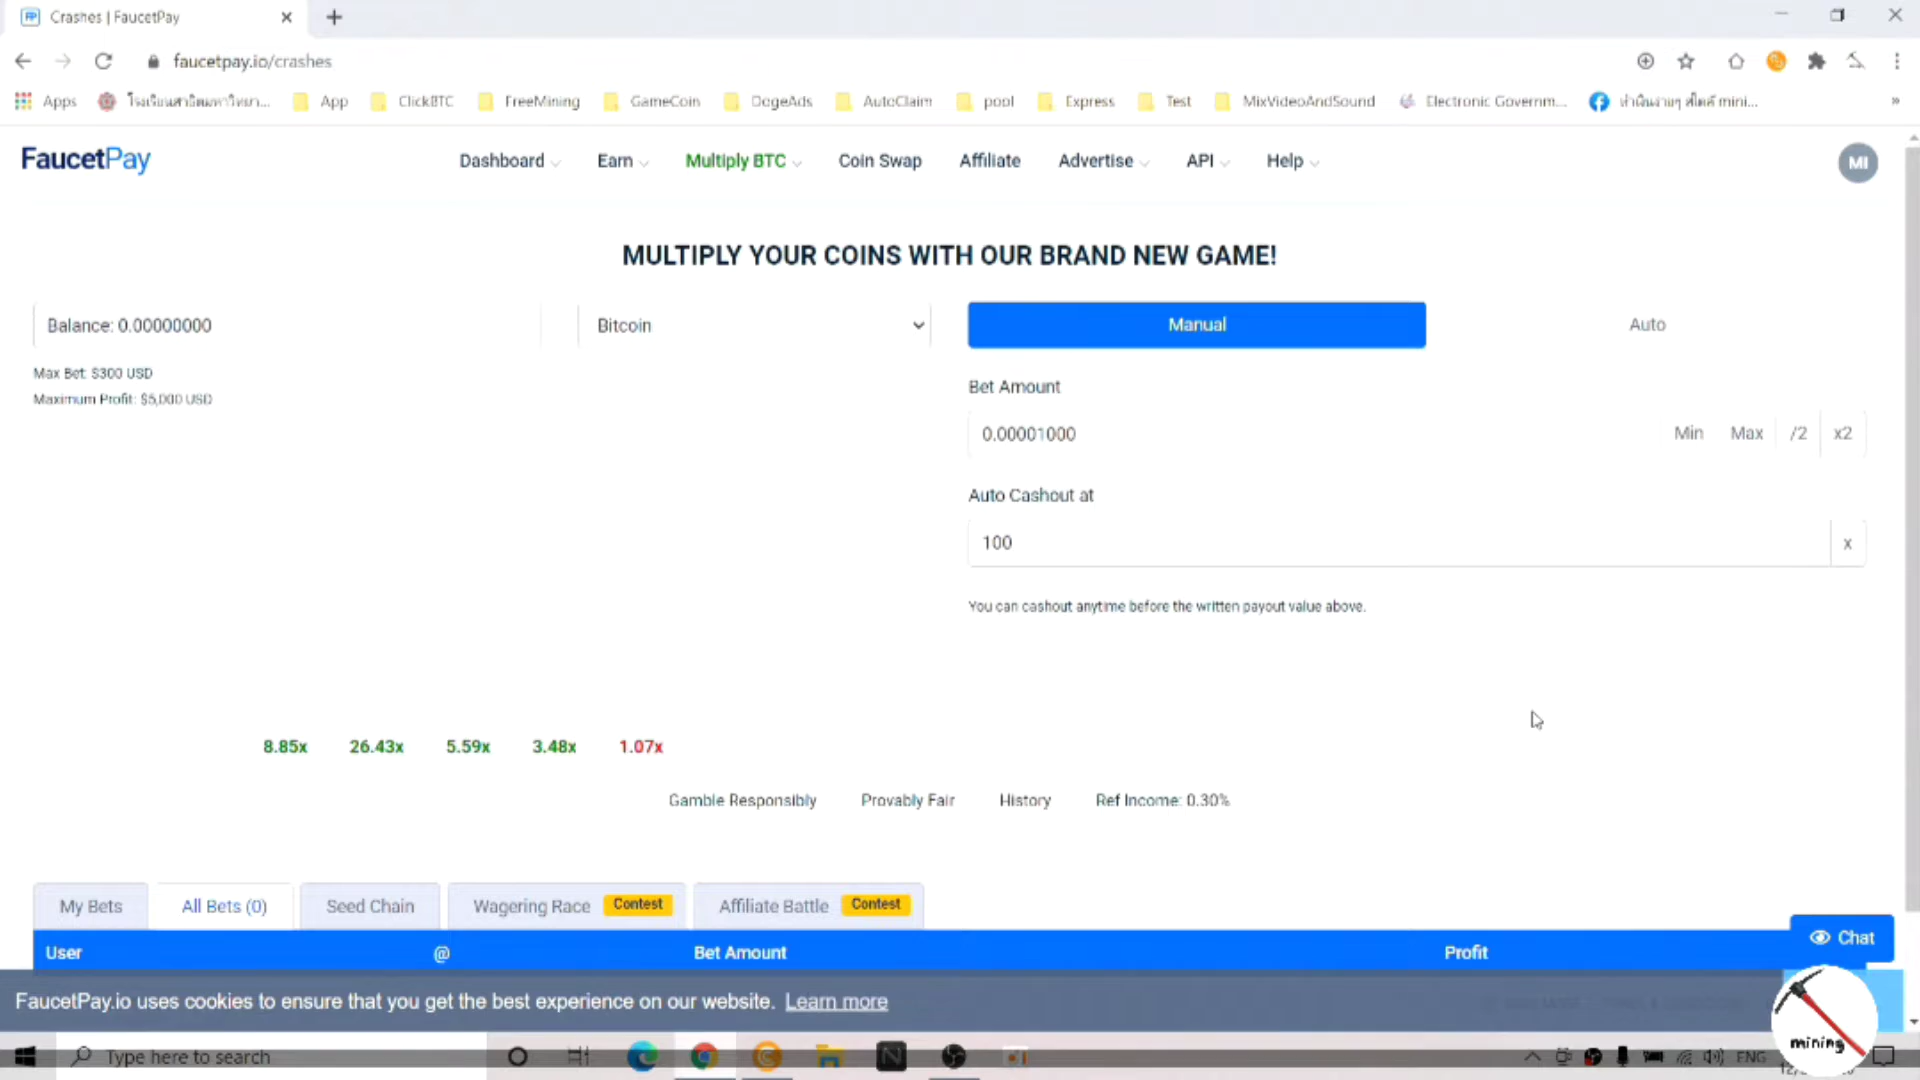 Crashes | FaucetPay
faucetpay.io/crashes
Apps App ClickBTC FreeMining GameCoin DogeAds AutoClaim pool Express Test MixVideoAndSound Electronic Governm... mini...
FaucetPay
Dashboard Earn Multiply BTC Coin Swap Affiliate Advertise API Help MI
MULTIPLY YOUR COINS WITH OUR BRAND NEW GAME!
Balance: 0.00000000 Bitcoin Manual Auto
Max Bet: $300 USD
Maximum Profit: $5,000 USD
Bet Amount
0.00001000 Min Max /2 x2
Auto Cashout at
100 x
You can cashout anytime before the written payout value above.
8.85x 26.43x 5.59x 3.48x 1.07x
Gamble Responsibly Provably Fair History Ref Income: 0.30%
My Bets All Bets (0) Seed Chain Wagering Race Contest Affiliate Battle Contest
User @ Bet Amount Profit
Chat
FaucetPay.io uses cookies to ensure that you get the best experience on our website. Learn more
mining
Type here to search ENG